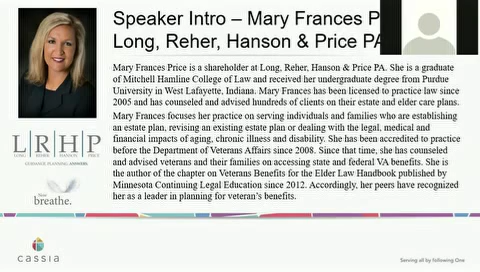 Speaker Intro – Mary Frances P
Long, Reher, Hanson & Price PA
Mary Frances Price is a shareholder at Long, Reher, Hanson & Price PA. She is a graduate
of Mitchell Hamline College of Law and received her undergraduate degree from Purdue
University in West Lafayette, Indiana. Mary Frances has been licensed to practice law since
2005 and has counseled and advised hundreds of clients on their estate and elder care plans.
Mary Frances focuses her practice on serving individuals and families who are establishing
an estate plan, revising an existing estate plan or dealing with the legal, medical and
financial impacts of aging, chronic illness and disability. She has been accredited to practice
before the Department of Veterans Affairs since 2008. Since that time, she has counseled
and advised veterans and their families on accessing state and federal VA benefits. She is
the author of the chapter on Veterans Benefits for the Elder Law Handbook published by
Minnesota Continuing Legal Education since 2012. Accordingly, her peers have recognized
her as a leader in planning for veteran's benefits.
L|R|H|P
LONG REHER HANSON PRICE
GUIDANCE. PLANNING. ANSWERS.
Now
breathe.
cassia
Serving all by following One